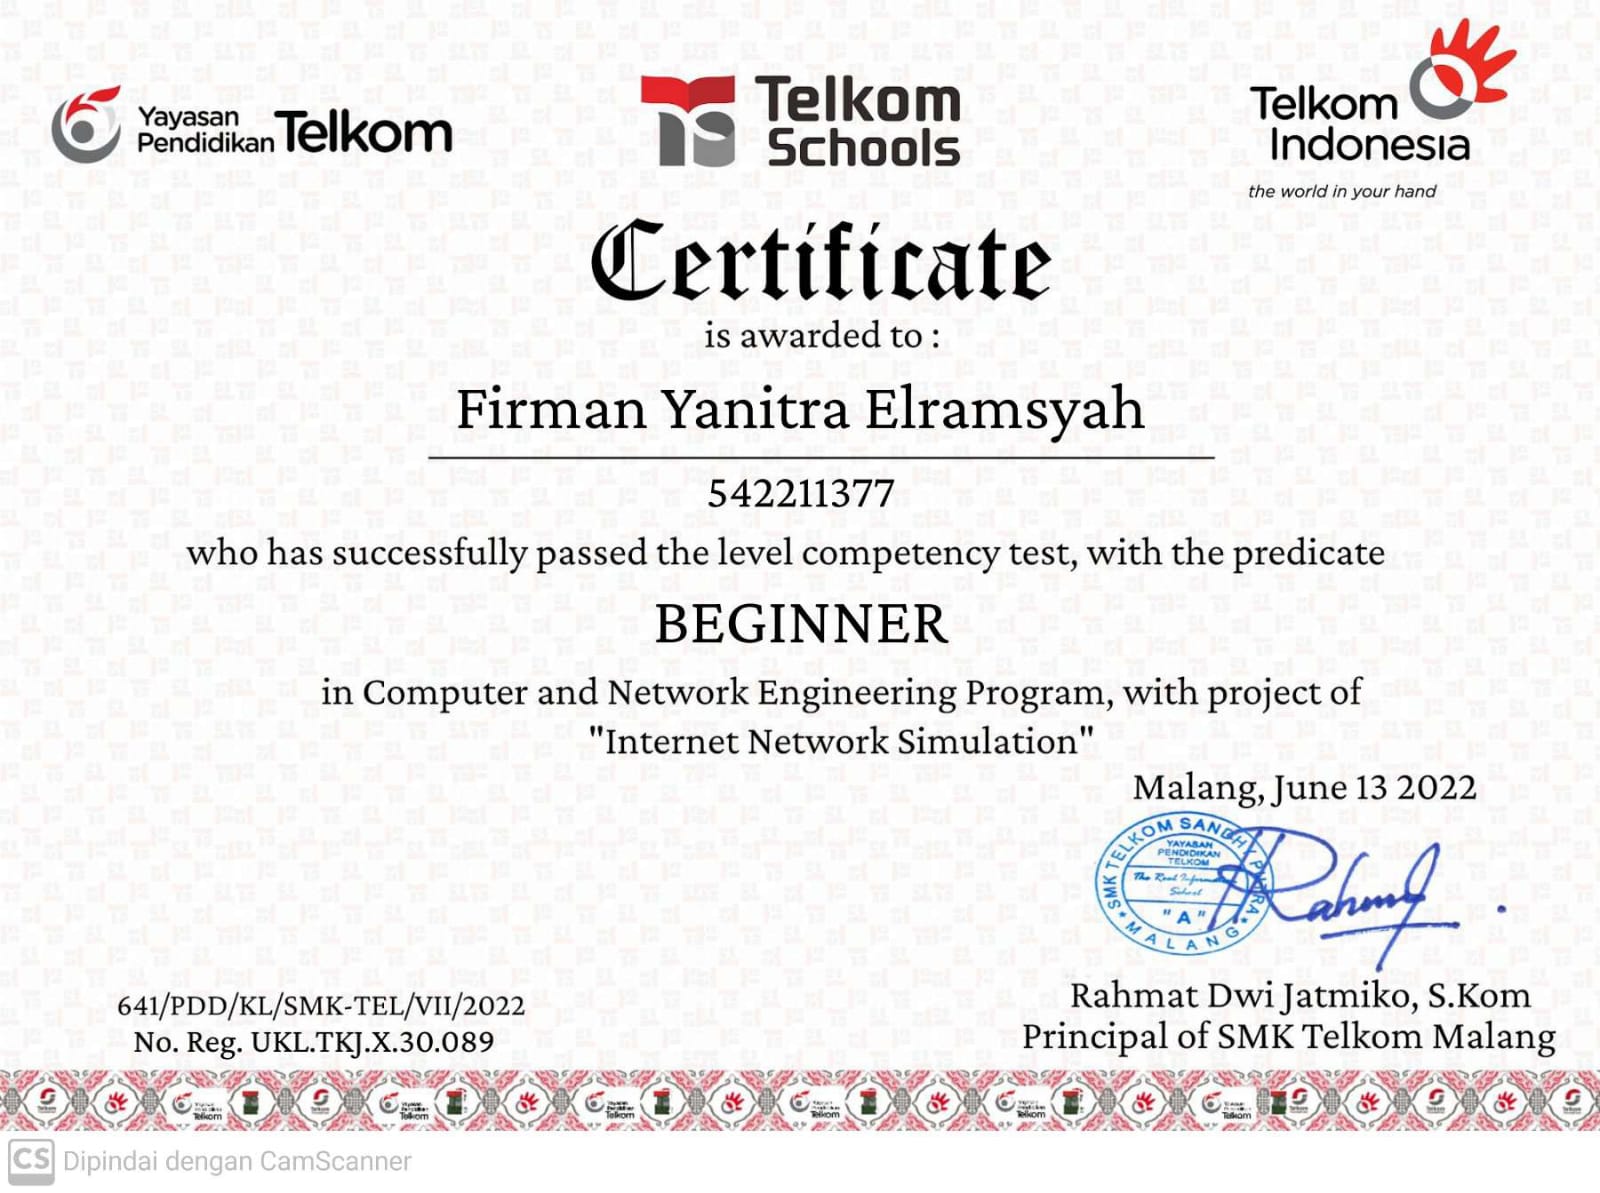 Yayasan
Pendidikan Telkom
Telkom
Schools
Telkom
Indonesia
the world in your hand
Certificate
is awarded to :
Firman Yanitra Elramsyah
542211377
who has successfully passed the level competency test, with the predicate
BEGINNER
in Computer and Network Engineering Program, with project of
"Internet Network Simulation"
Malang, June 13 2022
SMK TELKOM SANDHY PUTRA
YAYASAN
PENDIDIKAN
TELKOM
The Real
School
"A"
MALANG
Rahmat Dwi Jatmiko, S.Kom
Principal of SMK Telkom Malang
641/PDD/KL/SMK-TEL/VII/2022
No. Reg. UKL.TKJ.X.30.089
CS Dipindai dengan CamScanner